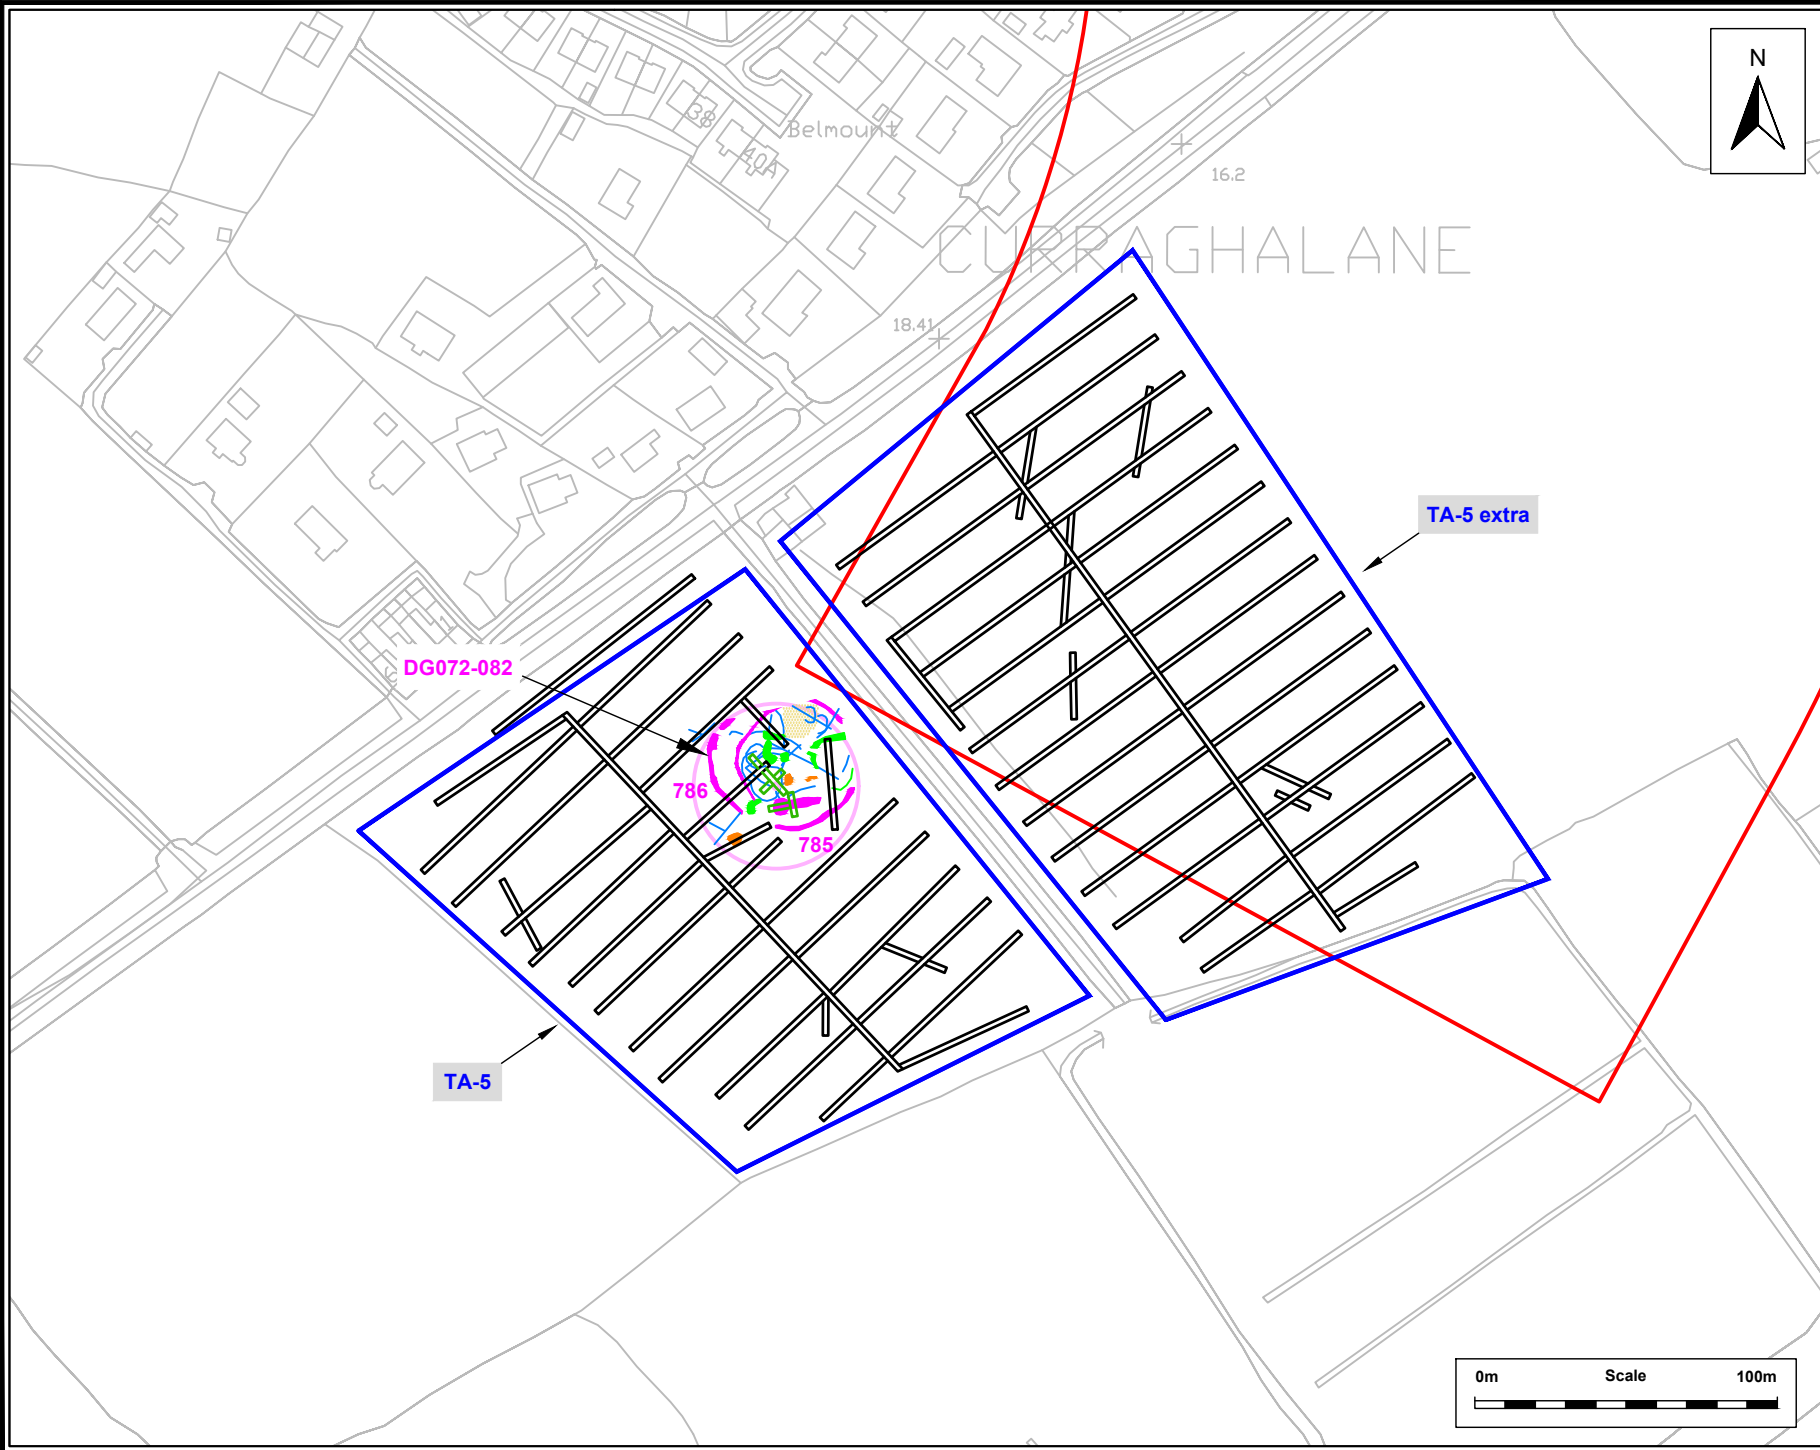 N
38
Belmount
40A
16.2
CURRAGHALANE
18.41
TA-5 extra
DG072-082
786
785
TA-5
0m Scale 100m